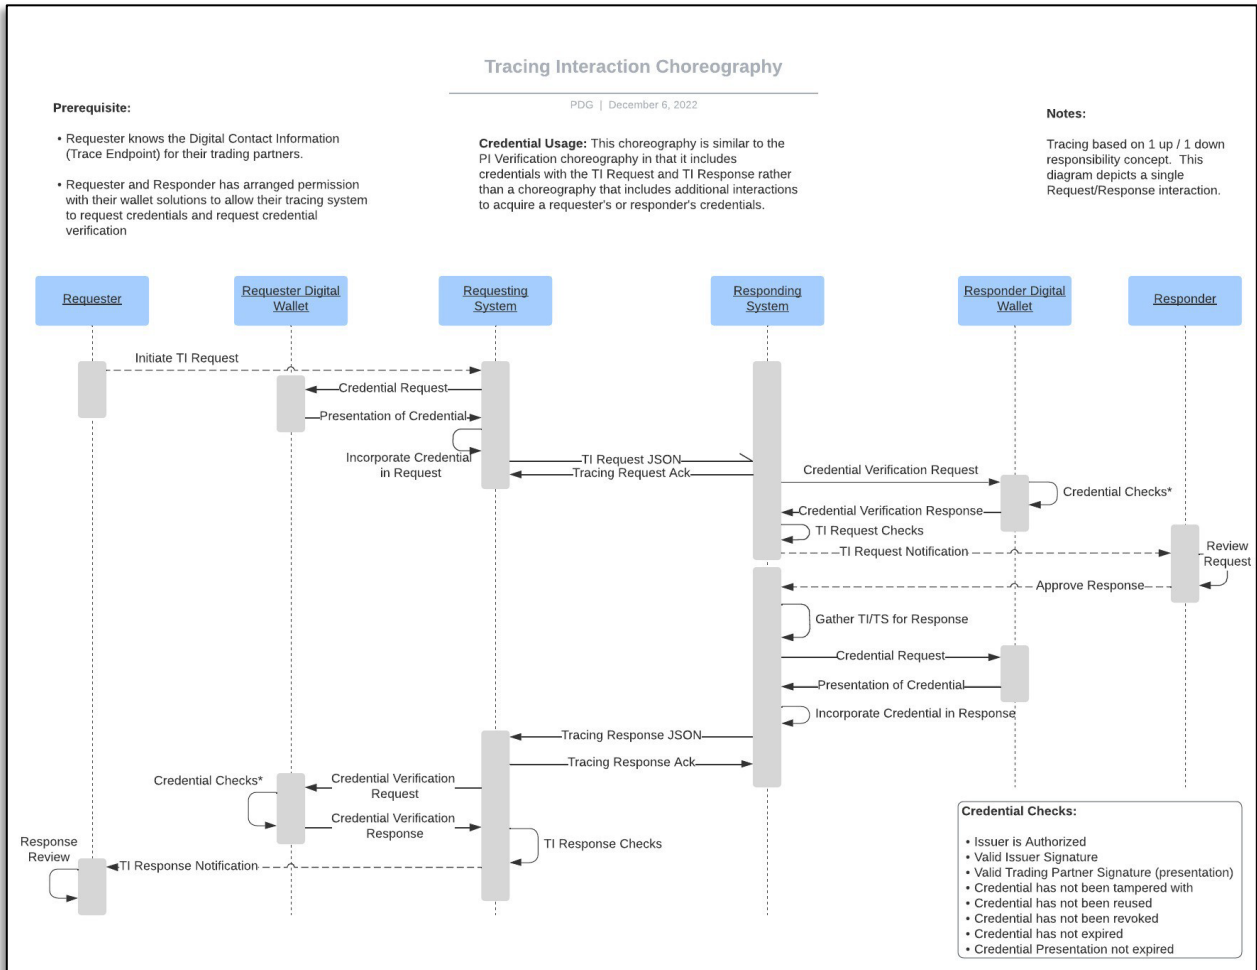 Tracing Interaction Choreography
PDG | December 6, 2022
Prerequisite:
• Requester knows the Digital Contact Information
(Trace Endpoint) for their trading partners.
• Requester and Responder has arranged permission
with their wallet solutions to allow their tracing system
to request credentials and request credential
verification
Credential Usage: This choreography is similar to the
PI Verification choreography in that it includes
credentials with the TI Request and TI Response rather
than a choreography that includes additional interactions
to acquire a requester's or responder's credentials.
Notes:
Tracing based on 1 up / 1 down
responsibility concept. This
diagram depicts a single
Request/Response interaction.
Requester
Requester Digital
Wallet
Requesting
System
Responding
System
Responder Digital
Wallet
Responder
Initiate TI Request
Credential Request
Presentation of Credential
Incorporate Credential
in Request
TI Request JSON
Tracing Request Ack
Credential Verification Request
Credential Checks*
Credential Verification Response
TI Request Checks
TI Request Notification
Review
Request
Approve Response
Gather TI/TS for Response
Credential Request
Presentation of Credential
Incorporate Credential in Response
Tracing Response JSON
Tracing Response Ack
Credential Checks*
Credential Verification
Request
Credential Verification
Response
TI Response Checks
Response
Review
TI Response Notification
Credential Checks:
• Issuer is Authorized
• Valid Issuer Signature
• Valid Trading Partner Signature (presentation)
• Credential has not been tampered with
• Credential has not been reused
• Credential has not been revoked
• Credential has not expired
• Credential Presentation not expired